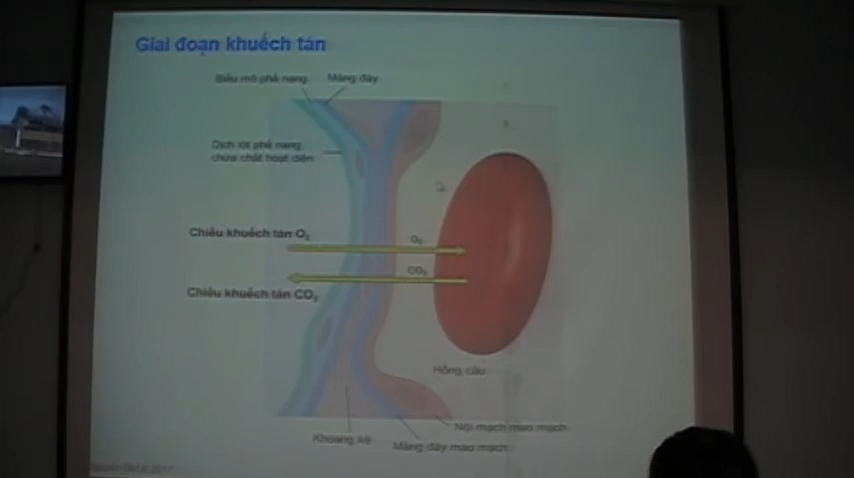 Giai đoạn khuếch tán
Biểu mô phế nang
Màng đáy
Dịch lót phế nang
chứa chất hoạt diện
Chiều khuếch tán O₂
O₂
CO₂
Chiều khuếch tán CO₂
Hồng cầu
Nội mạch mao mạch
Khoang kẽ
Màng đáy mao mạch
2017